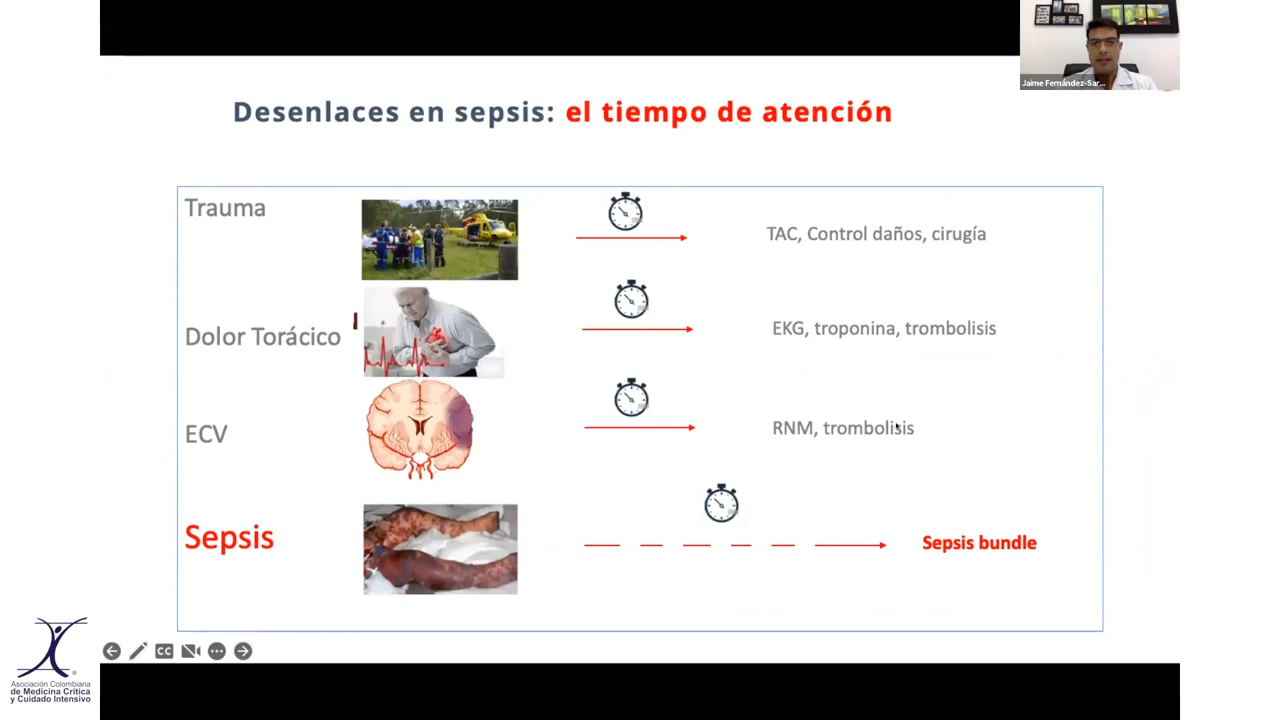 Jaime Fernández-Sar...
Desenlaces en sepsis: el tiempo de atención
Trauma
TAC, Control daños, cirugía
Dolor Torácico
EKG, troponina, trombolisis
ECV
RNM, trombolisis
Sepsis
Sepsis bundle
CC
Asociación Colombiana
de Medicina Crítica
y Cuidado Intensivo